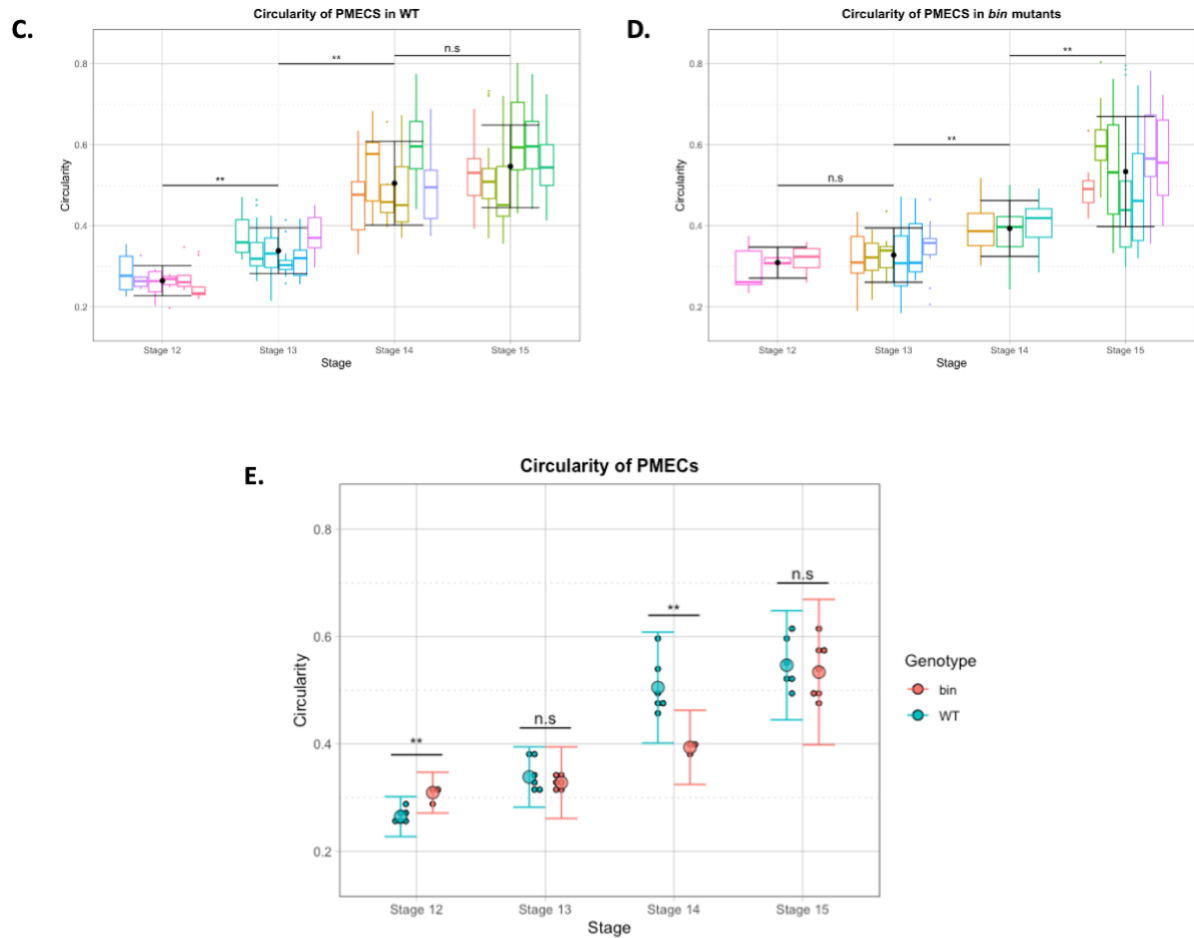 C.
Circularity of PMECS in WT
Circularity
0.8
0.6
0.4
0.2
**
**
n.s
Stage 12
Stage 13
Stage 14
Stage 15
Stage
D.
Circularity of PMECS in bin mutants
Circularity
0.8
0.6
0.4
0.2
n.s
**
**
Stage 12
Stage 13
Stage 14
Stage 15
Stage
E.
Circularity of PMECs
Circularity
0.8
0.6
0.4
0.2
**
n.s
**
n.s
Stage 12
Stage 13
Stage 14
Stage 15
Stage
Genotype
bin
WT